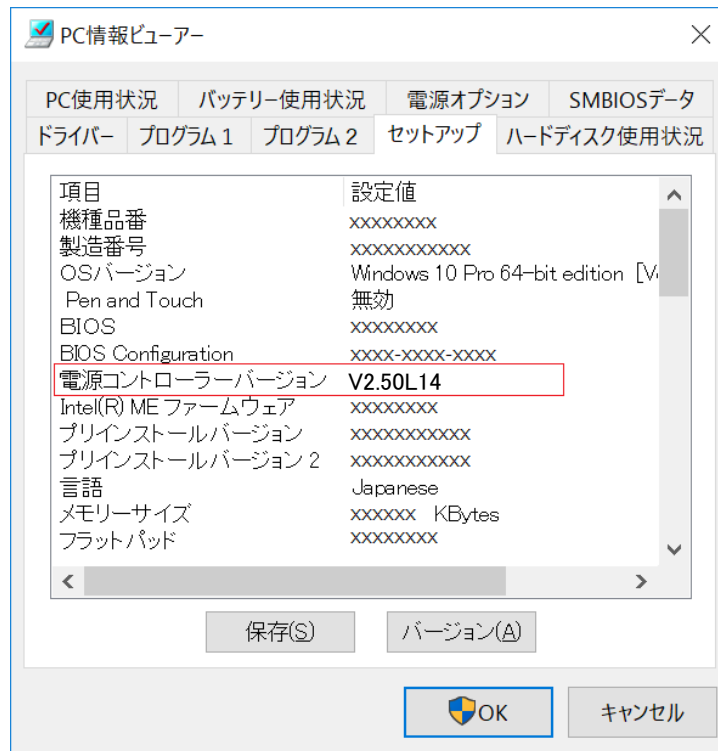 PC情報ビューアー
PC使用状況 バッテリー使用状況 電源オプション SMBIOSデータ
ドライバー プログラム1 プログラム2 セットアップ ハードディスク使用状況
項目 設定値
機種品番 xxxxxxxx
製造番号 xxxxxxxxxxx
OSバージョン Windows 10 Pro 64-bit edition [V
Pen and Touch 無効
BIOS xxxxxxxx
BIOS Configuration xxxx-xxxx-xxxx
電源コントローラーバージョン V2.50L14
Intel(R) ME ファームウェア xxxxxxxx
プリインストールバージョン xxxxxxxxxxx
プリインストールバージョン 2 xxxxxxxxxxx
言語 Japanese
メモリーサイズ xxxxxx KBytes
フラットパッド xxxxxxxx
保存(S) バージョン(A)
OK キャンセル